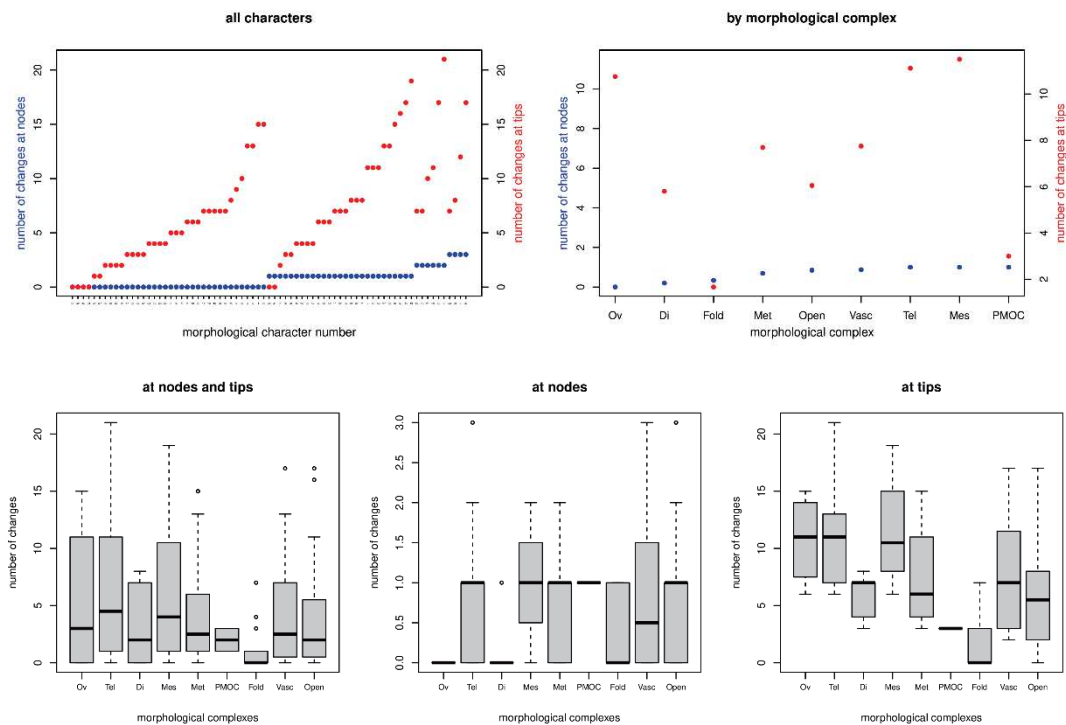 all characters
number of changes at nodes
0 5 10 15 20
0 5 10 15 20
number of changes at tips
morphological character number
by morphological complex
number of changes at nodes
0 2 4 6 8 10
2 4 6 8 10
number of changes at tips
Ov Di Fold Met Open Vasc Tel Mes PMOC
morphological complex
at nodes and tips
number of changes
0 5 10 15 20
Ov Tel Di Mes Met PMOC Fold Vasc Open
morphological complexes
at nodes
number of changes
0.0 0.5 1.0 1.5 2.0 2.5 3.0
Ov Tel Di Mes Met PMOC Fold Vasc Open
morphological complexes
at tips
number of changes
0 5 10 15 20
Ov Tel Di Mes Met PMOC Fold Vasc Open
morphological complexes